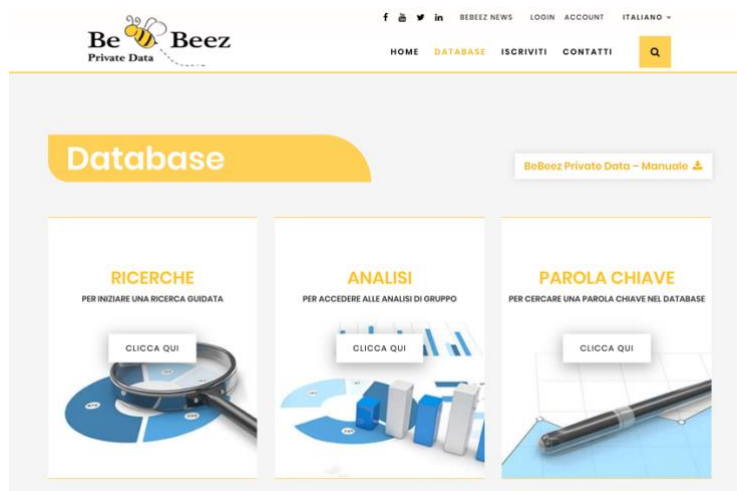 BEBEEZ NEWS LOGIN ACCOUNT ITALIANO
Be Beez
Private Data
HOME DATABASE ISCRIVITI CONTATTI
Database
BeBeez Private Data – Manuale
RICERCHE
PER INIZIARE UNA RICERCA GUIDATA
CLICCA QUI
ANALISI
PER ACCEDERE ALLE ANALISI DI GRUPPO
CLICCA QUI
PAROLA CHIAVE
PER CERCARE UNA PAROLA CHIAVE NEL DATABASE
CLICCA QUI